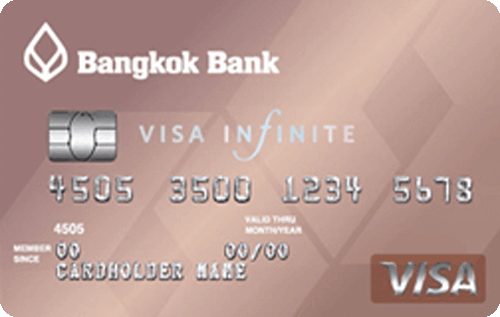 Bangkok Bank
VISA INFINITE
4505 3500 1234 5678
4505
VALID THRU
MONTH/YEAR
MEMBER
SINCE
00 00/00
CARDHOLDER NAME
VISA